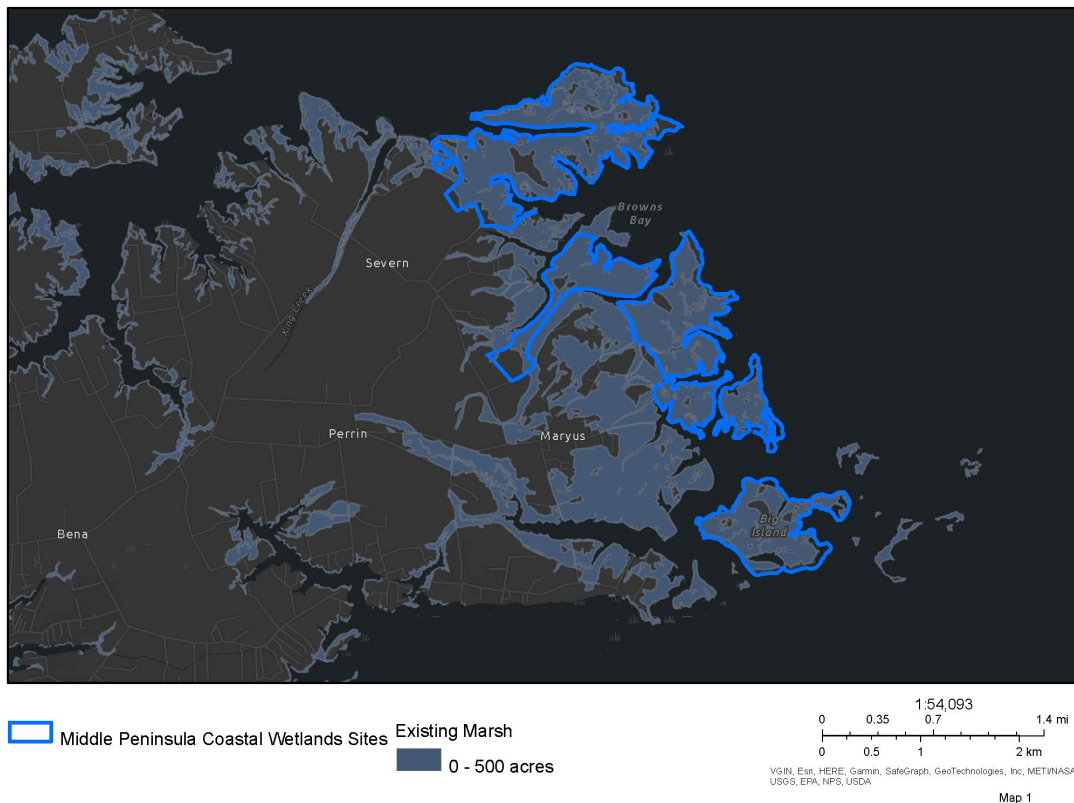 Browns
Bay
Severn
King Creek
Perrin
Maryus
Big
Island
Bena
Middle Peninsula Coastal Wetlands Sites
Existing Marsh
0 - 500 acres
1:54,093
0 0.35 0.7 1.4 mi
0 0.5 1 2 km
VGIN, Esri, HERE, Garmin, SafeGraph, GeoTechnologies, Inc, METI/NASA
USGS, EPA, NPS, USDA
Map 1